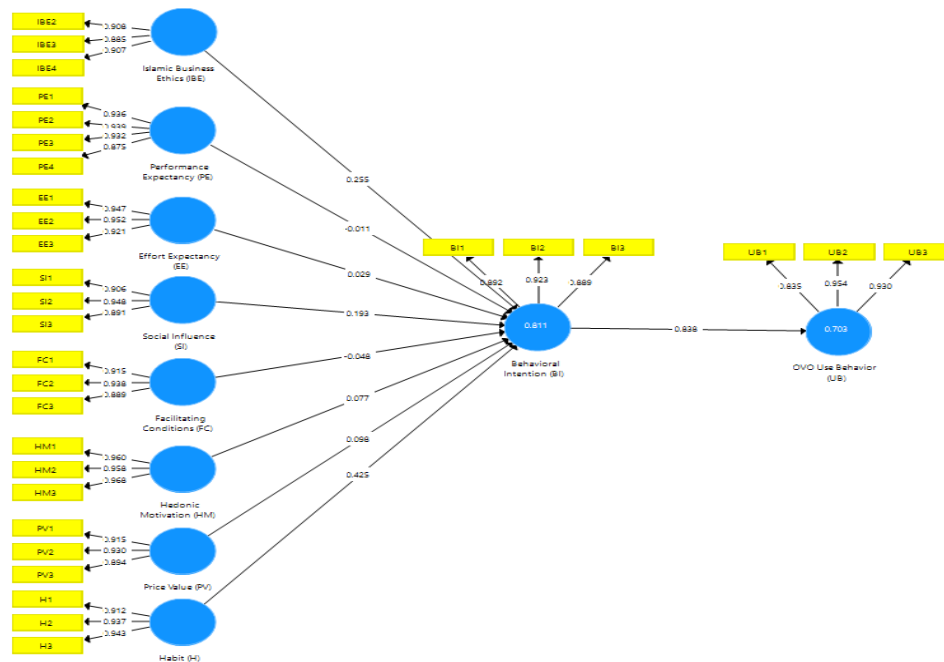 IBE2
IBE3
IBE4
0.908
0.885
0.907
Islamic Business
Ethics (IBE)
PE1
PE2
PE3
PE4
0.936
0.939
0.932
0.875
Performance
Expectancy (PE)
EE1
EE2
EE3
0.947
0.952
0.921
Effort Expectancy
(EE)
SI1
SI2
SI3
0.906
0.948
0.891
Social Influence
(SI)
FC1
FC2
FC3
0.915
0.938
0.889
Facilitating
Conditions (FC)
HM1
HM2
HM3
0.960
0.958
0.968
Hedonic
Motivation (HM)
PV1
PV2
PV3
0.915
0.930
0.894
Price Value (PV)
H1
H2
H3
0.912
0.937
0.943
Habit (H)
0.255
-0.011
0.029
0.193
-0.048
0.077
0.098
0.425
BI1
BI2
BI3
0.892
0.923
0.889
0.811
Behavioral
Intention (BI)
0.838
UB1
UB2
UB3
0.835
0.954
0.930
0.703
OVO Use Behavior
(UB)